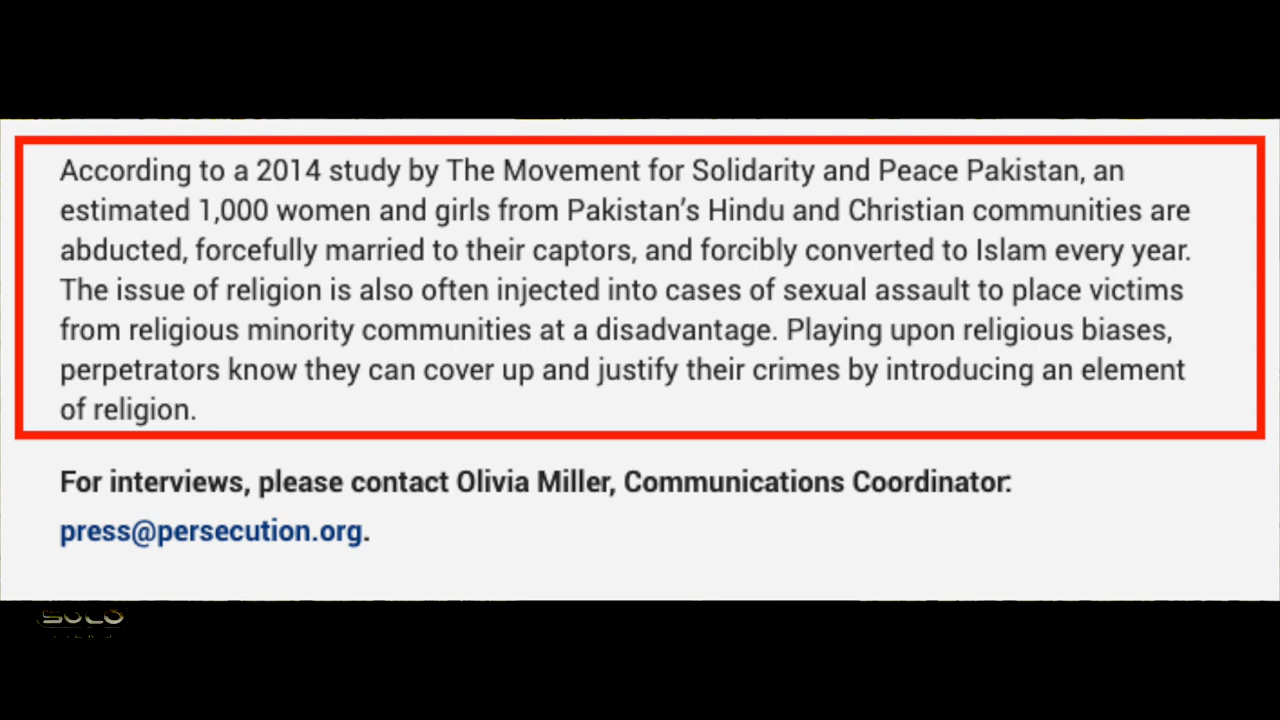 According to a 2014 study by The Movement for Solidarity and Peace Pakistan, an
estimated 1,000 women and girls from Pakistan's Hindu and Christian communities are
abducted, forcefully married to their captors, and forcibly converted to Islam every year.
The issue of religion is also often injected into cases of sexual assault to place victims
from religious minority communities at a disadvantage. Playing upon religious biases,
perpetrators know they can cover up and justify their crimes by introducing an element
of religion.
For interviews, please contact Olivia Miller, Communications Coordinator:
press@persecution.org.
SOLO